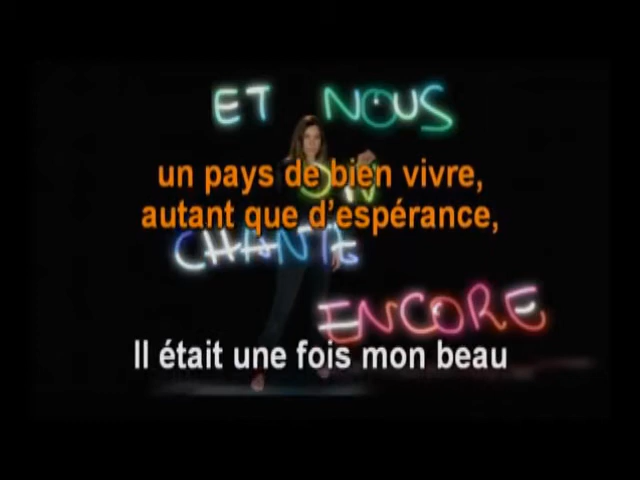 ET NOUS
un pays de bien vivre,
ON
autant que d'espérance,
CHANTE
ENCORE
Il était une fois mon beau